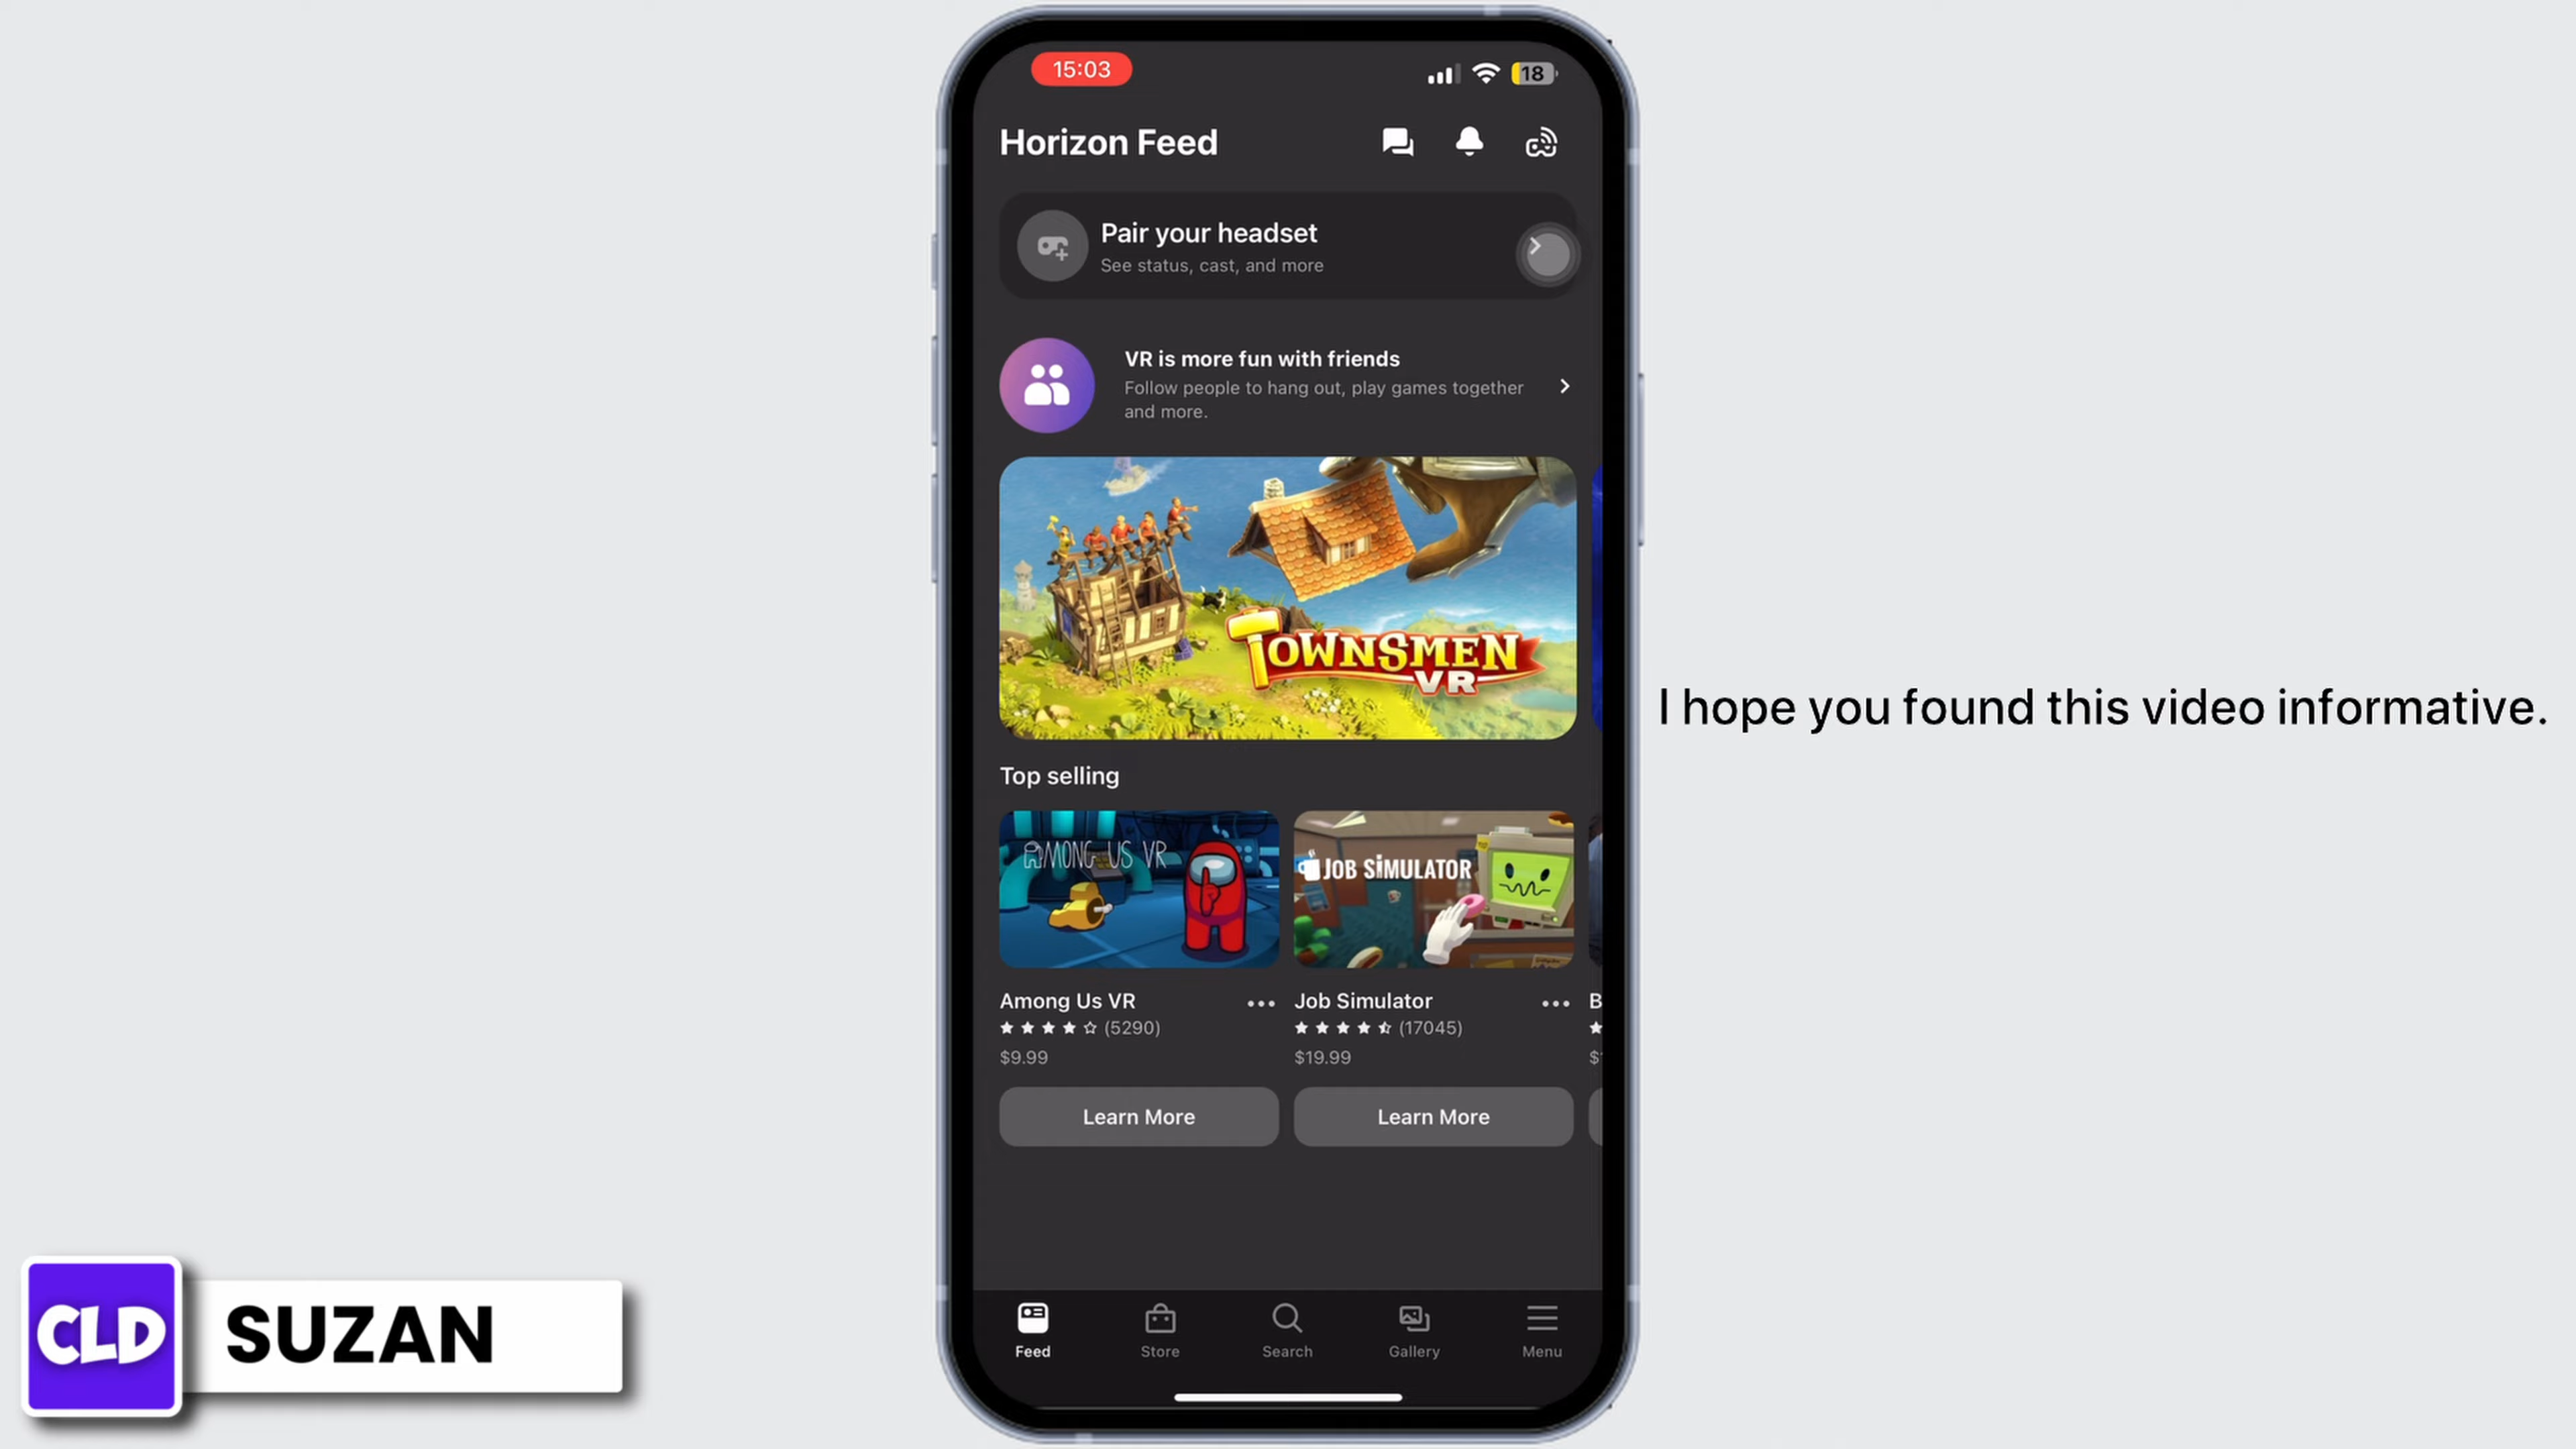 15:03
18
Horizon Feed
Pair your headset
See status, cast, and more
VR is more fun with friends
Follow people to hang out, play games together
and more.
TOWNSMEN
VR
I hope you found this video informative.
Top selling
AMONG US VR
JOB SIMULATOR
Among Us VR
(5290)
$9.99
Learn More
Job Simulator
(17045)
$19.99
Learn More
B
Feed
Store
Search
Gallery
Menu
CLD
SUZAN